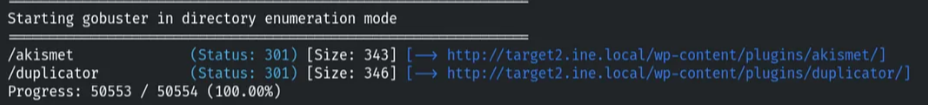 Starting gobuster in directory enumeration mode
/akismet (Status: 301) [Size: 343] [--> http://target2.ine.local/wp-content/plugins/akismet/]
/duplicator (Status: 301) [Size: 346] [--> http://target2.ine.local/wp-content/plugins/duplicator/]
Progress: 50553 / 50554 (100.00%)